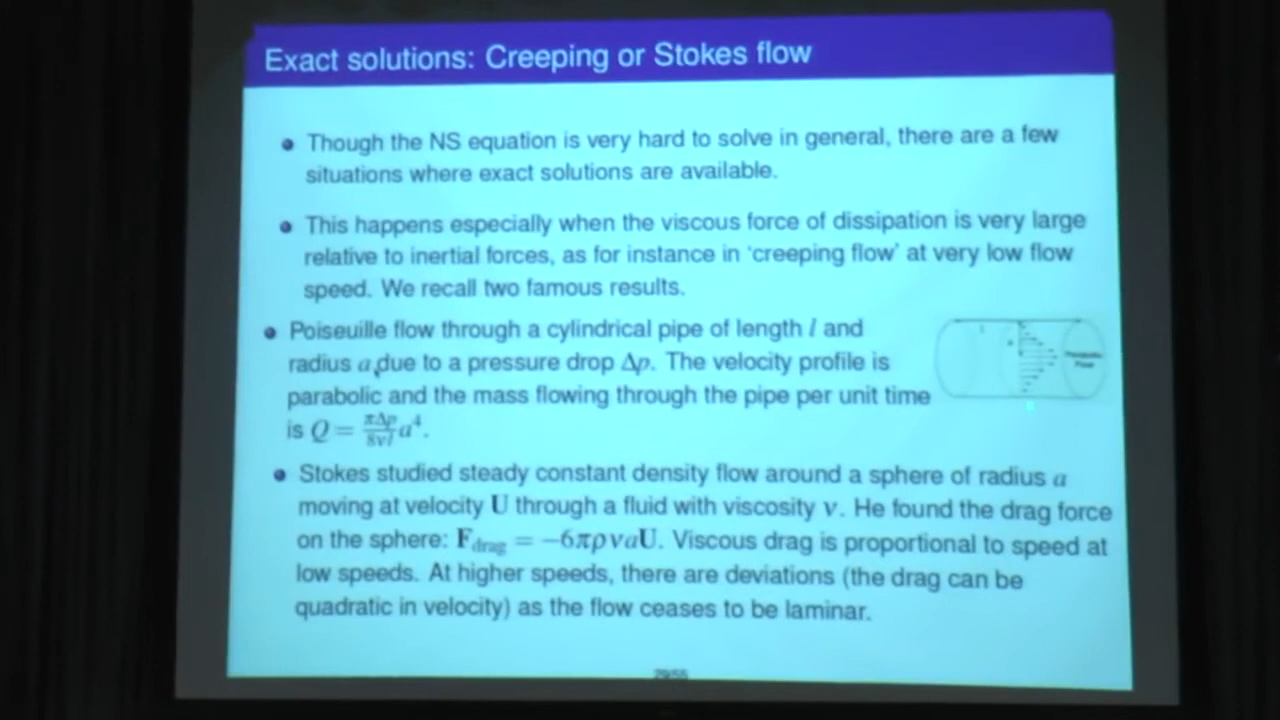 Exact solutions: Creeping or Stokes flow
• Though the NS equation is very hard to solve in general, there are a few
situations where exact solutions are available.
• This happens especially when the viscous force of dissipation is very large
relative to inertial forces, as for instance in ‘creeping flow’ at very low flow
speed. We recall two famous results.
• Poiseuille flow through a cylindrical pipe of length l and
radius a due to a pressure drop Δp. The velocity profile is
parabolic and the mass flowing through the pipe per unit time
is Q = πΔp/8νl a⁴.
• Stokes studied steady constant density flow around a sphere of radius a
moving at velocity U through a fluid with viscosity ν. He found the drag force
on the sphere: F_drag = −6πρνaU. Viscous drag is proportional to speed at
low speeds. At higher speeds, there are deviations (the drag can be
quadratic in velocity) as the flow ceases to be laminar.
29/55